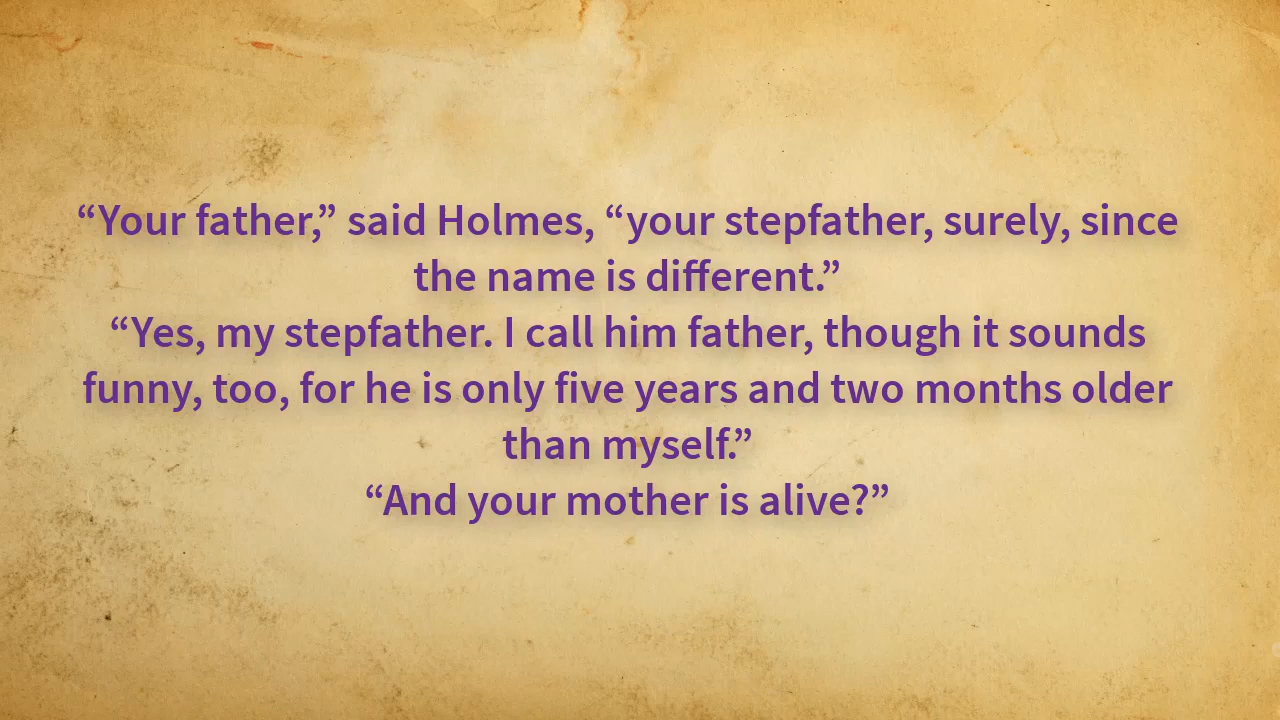 “Your father,” said Holmes, “your stepfather, surely, since
the name is different.”
“Yes, my stepfather. I call him father, though it sounds
funny, too, for he is only five years and two months older
than myself.”
“And your mother is alive?”